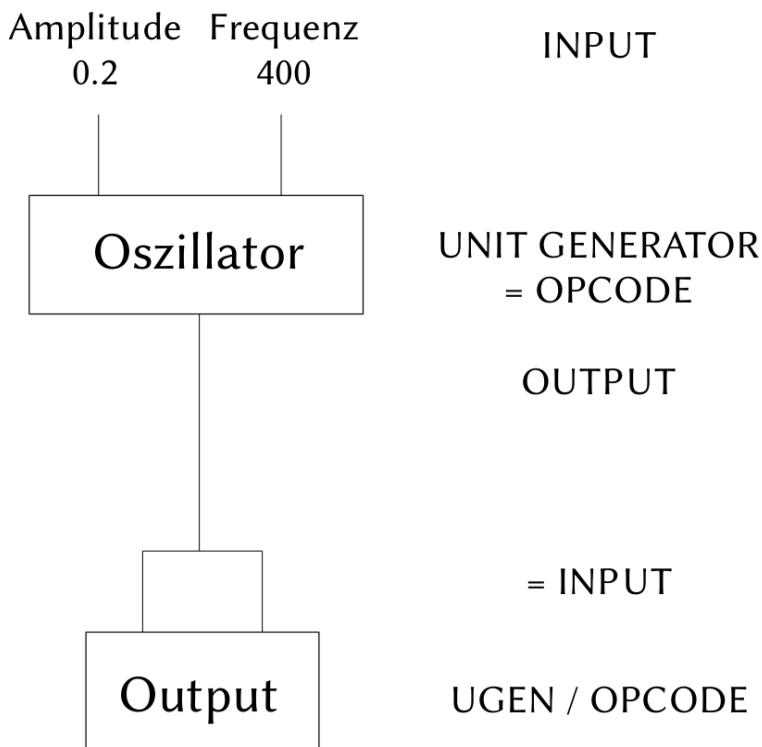 Amplitude Frequenz
0.2 400
INPUT
Oszillator
UNIT GENERATOR
= OPCODE
OUTPUT
= INPUT
Output
UGEN / OPCODE